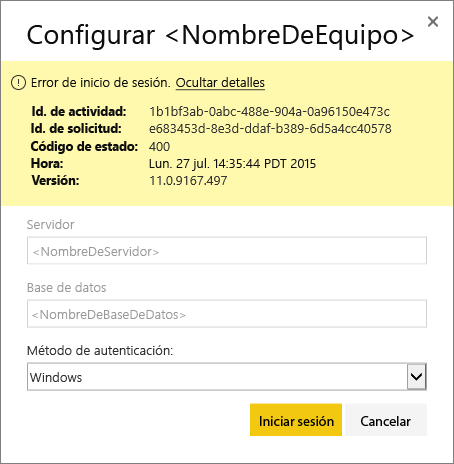 Configurar <NombreDeEquipo>
Error de inicio de sesión. Ocultar detalles
Id. de actividad: 1b1bf3ab-0abc-488e-904a-0a96150e473c
Id. de solicitud: e683453d-8e3d-ddaf-b389-6d5a4cc40578
Código de estado: 400
Hora: Lun. 27 jul. 14:35:44 PDT 2015
Versión: 11.0.9167.497
Servidor
<NombreDeServidor>
Base de datos
<NombreDeBaseDeDatos>
Método de autenticación:
Windows
Iniciar sesión Cancelar